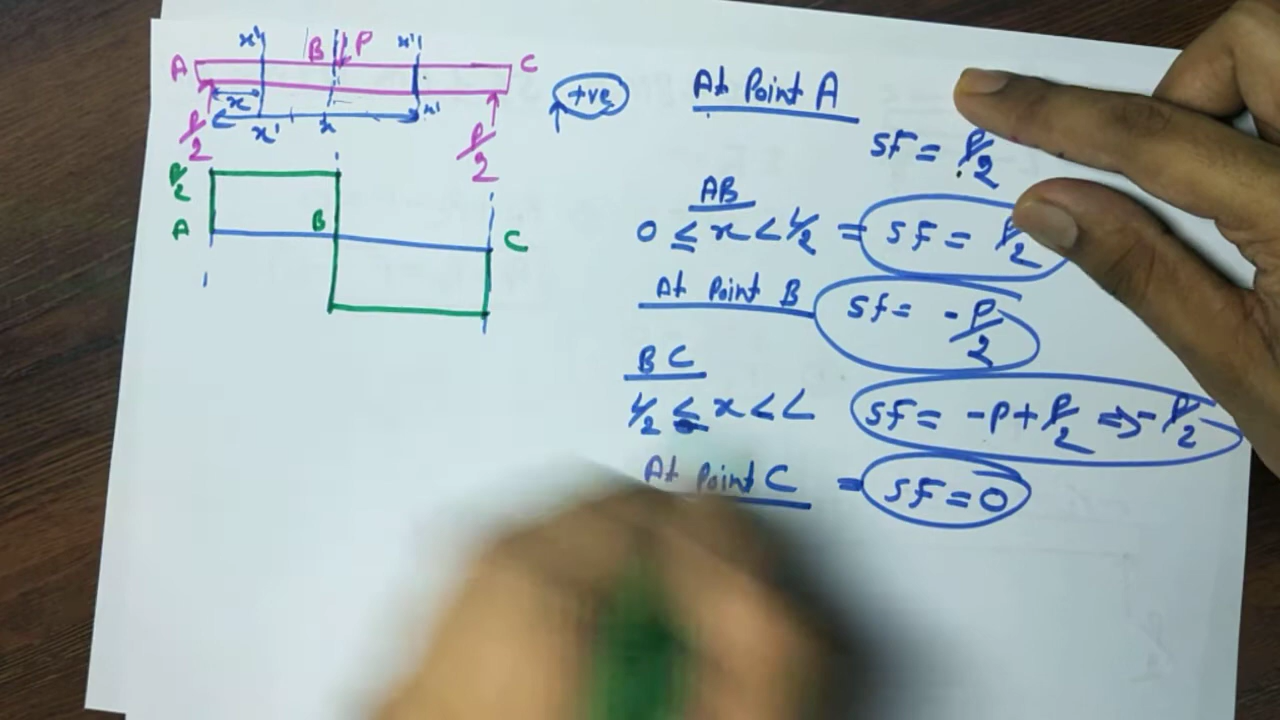 x' B P x'
A C
x
x' x x'
P/2 P/2
P/2
A B C
+ve
At Point A
SF = P/2
AB
0 ≤ x < L/2 = SF = P/2
At Point B SF = -P/2
BC
L/2 ≤ x < L SF = -P + P/2 ⇒ -P/2
At Point C = SF = 0